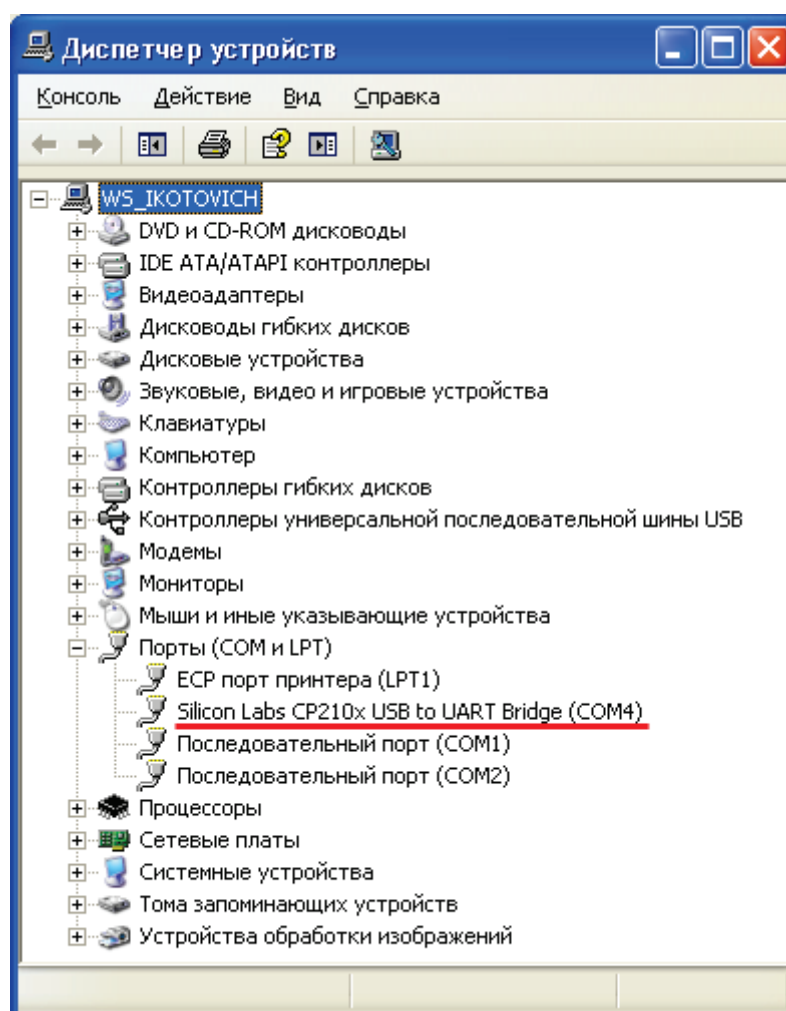 Диспетчер устройств
Консоль Действие Вид Справка
WS_IKOTOVICH
DVD и CD-ROM дисководы
IDE ATA/ATAPI контроллеры
Видеоадаптеры
Дисководы гибких дисков
Дисковые устройства
Звуковые, видео и игровые устройства
Клавиатуры
Компьютер
Контроллеры гибких дисков
Контроллеры универсальной последовательной шины USB
Модемы
Мониторы
Мыши и иные указывающие устройства
Порты (COM и LPT)
ECP порт принтера (LPT1)
Silicon Labs CP210x USB to UART Bridge (COM4)
Последовательный порт (COM1)
Последовательный порт (COM2)
Процессоры
Сетевые платы
Системные устройства
Тома запоминающих устройств
Устройства обработки изображений